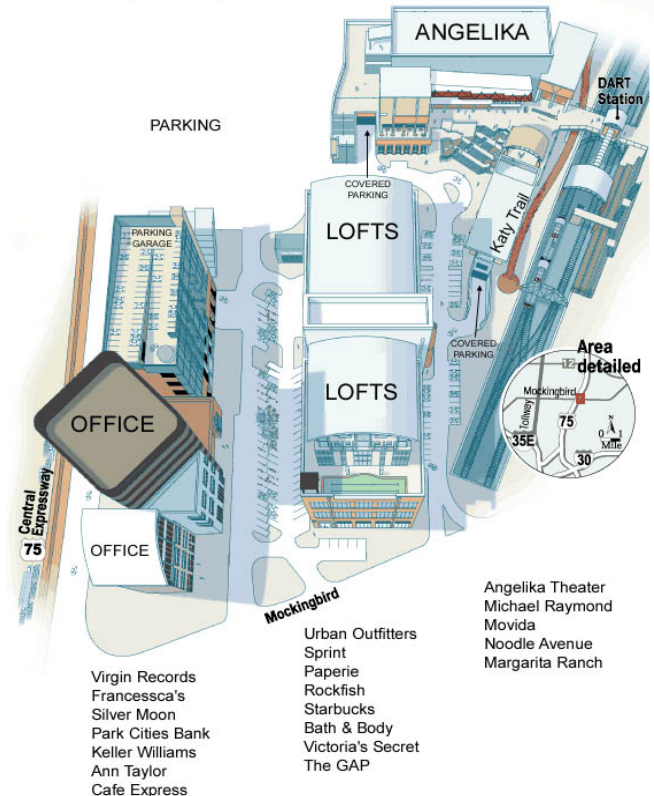 ANGELIKA
DART
Station
PARKING
COVERED
PARKING
LOFTS
Katy Trail
PARKING
GARAGE
COVERED
PARKING
Area
detailed
12
Mockingbird
Tollway
75
N
0 1
Mile
35E
30
LOFTS
OFFICE
Central
Expressway
75
OFFICE
Mockingbird
Angelika Theater
Michael Raymond
Movida
Noodle Avenue
Margarita Ranch
Urban Outfitters
Sprint
Paperie
Rockfish
Starbucks
Bath & Body
Victoria's Secret
The GAP
Virgin Records
Francessca's
Silver Moon
Park Cities Bank
Keller Williams
Ann Taylor
Cafe Express